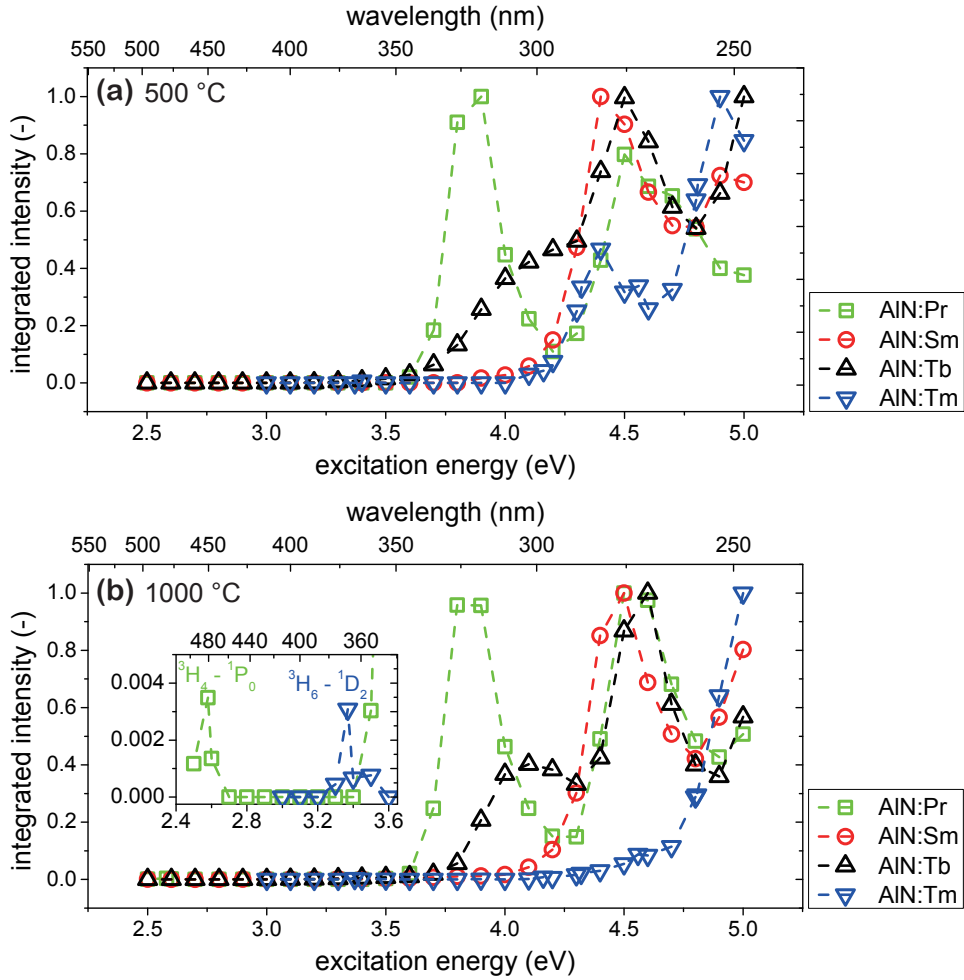 wavelength (nm)
550 500 450 400 350 300 250
(a) 500 °C
1.0
0.8
0.6
0.4
0.2
0.0
integrated intensity (-)
2.5 3.0 3.5 4.0 4.5 5.0
excitation energy (eV)
AlN:Pr
AlN:Sm
AlN:Tb
AlN:Tm
wavelength (nm)
550 500 450 400 350 300 250
(b) 1000 °C
1.0
0.8
0.6
0.4
0.2
0.0
integrated intensity (-)
480 440 400 360
³H₄ - ¹P₀ ³H₆ - ¹D₂
0.004
0.002
0.000
2.4 2.8 3.2 3.6
2.5 3.0 3.5 4.0 4.5 5.0
excitation energy (eV)
AlN:Pr
AlN:Sm
AlN:Tb
AlN:Tm